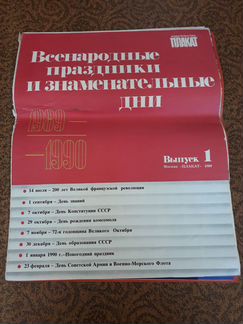 ПЛАКАТ
Всенародные
праздники
и знаменательные
дни
1989
—1990
Выпуск 1
Москва «ПЛАКАТ» 1989
• 14 июля – 200 лет Великой французской революции
• 1 сентября – День знаний
• 7 октября – День Конституции СССР
• 29 октября – День рождения комсомола
• 7 ноября – 72-я годовщина Великого Октября
• 30 декабря – День образования СССР
• 1 января 1990 г.–Новогодний праздник
• 23 февраля – День Советской Армии и Военно-Морского Флота